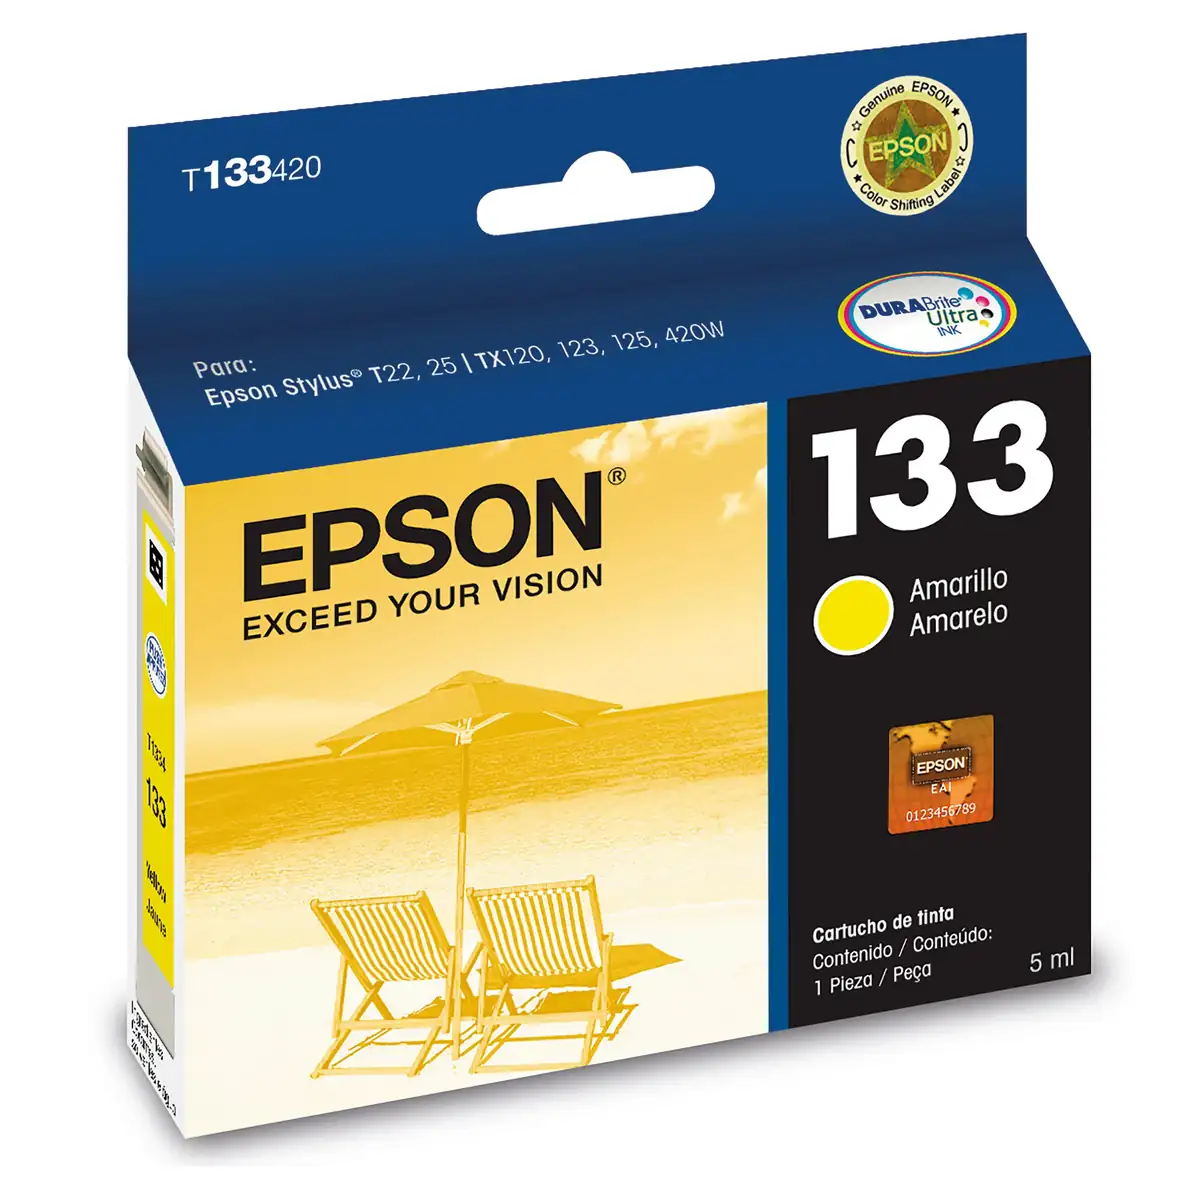 T133420
Genuine EPSON
EPSON
Color Shifting Label
DURABrite®
Ultra
INK
Para:
Epson Stylus® T22, 25 | TX120, 123, 125, 420W
EPSON®
EXCEED YOUR VISION
133
Amarillo
Amarelo
EPSON
EAI
0123456789
Cartucho de tinta
Contenido / Conteúdo:
1 Pieza / Peça
5 ml
T1334
133
Yellow
Jaune